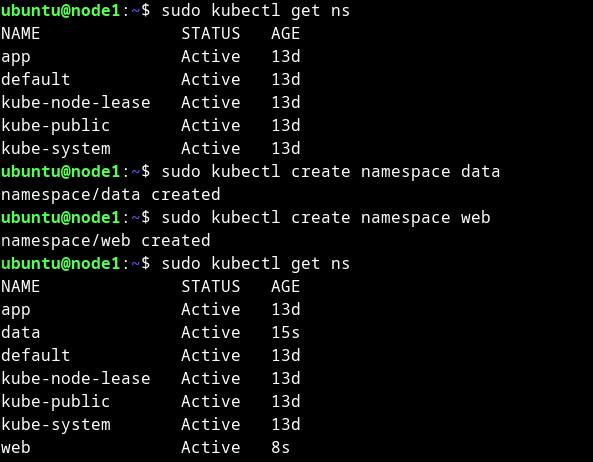 ubuntu@node1:~$ sudo kubectl get ns
NAME              STATUS   AGE
app               Active   13d
default           Active   13d
kube-node-lease   Active   13d
kube-public       Active   13d
kube-system       Active   13d
ubuntu@node1:~$ sudo kubectl create namespace data
namespace/data created
ubuntu@node1:~$ sudo kubectl create namespace web
namespace/web created
ubuntu@node1:~$ sudo kubectl get ns
NAME              STATUS   AGE
app               Active   13d
data              Active   15s
default           Active   13d
kube-node-lease   Active   13d
kube-public       Active   13d
kube-system       Active   13d
web               Active   8s